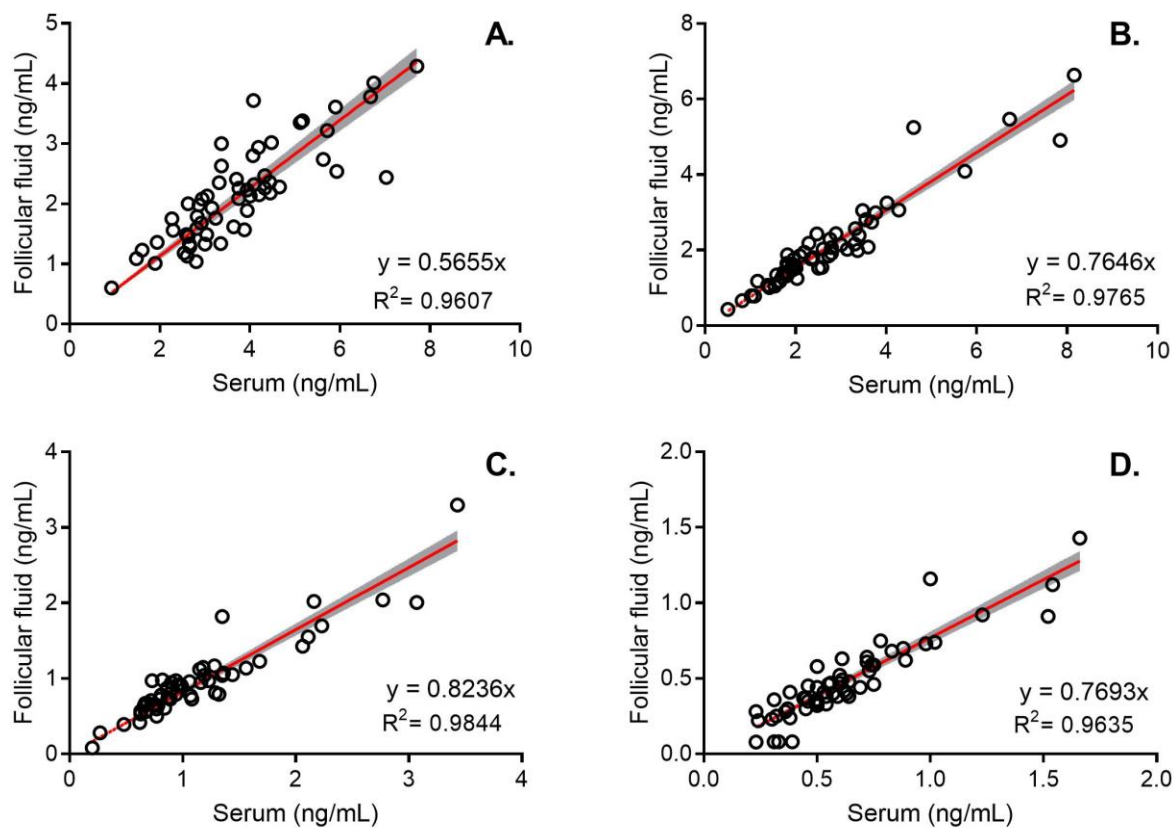 A.
Follicular fluid (ng/mL)
5
4
3
2
1
0
y = 0.5655x
R²= 0.9607
0 2 4 6 8 10
Serum (ng/mL)
B.
Follicular fluid (ng/mL)
8
6
4
2
0
y = 0.7646x
R²= 0.9765
0 2 4 6 8 10
Serum (ng/mL)
C.
Follicular fluid (ng/mL)
4
3
2
1
0
y = 0.8236x
R²= 0.9844
0 1 2 3 4
Serum (ng/mL)
D.
Follicular fluid (ng/mL)
2.0
1.5
1.0
0.5
0.0
y = 0.7693x
R²= 0.9635
0.0 0.5 1.0 1.5 2.0
Serum (ng/mL)